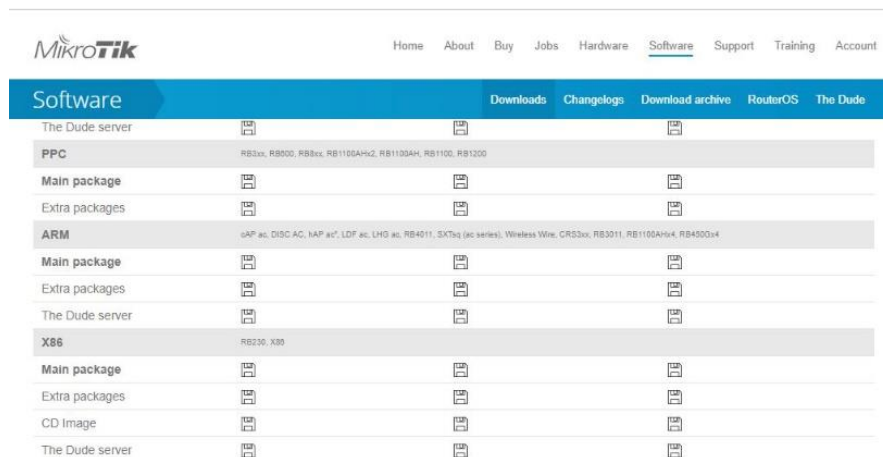 MikroTik
Home About Buy Jobs Hardware Software Support Training Account
Software
Downloads Changelogs Download archive RouterOS The Dude
The Dude server
PPC RB3xx, RB600, RB8xx, RB1100AHx2, RB1100AH, RB1100, RB1200
Main package
Extra packages
ARM cAP ac, DISC AC, hAP ac², LDF ac, LHG ac, RB4011, SXTsq (ac series), Wireless Wire, CRS3xx, RB3011, RB1100AHx4, RB450Gx4
Main package
Extra packages
The Dude server
X86 RB230, X86
Main package
Extra packages
CD Image
The Dude server